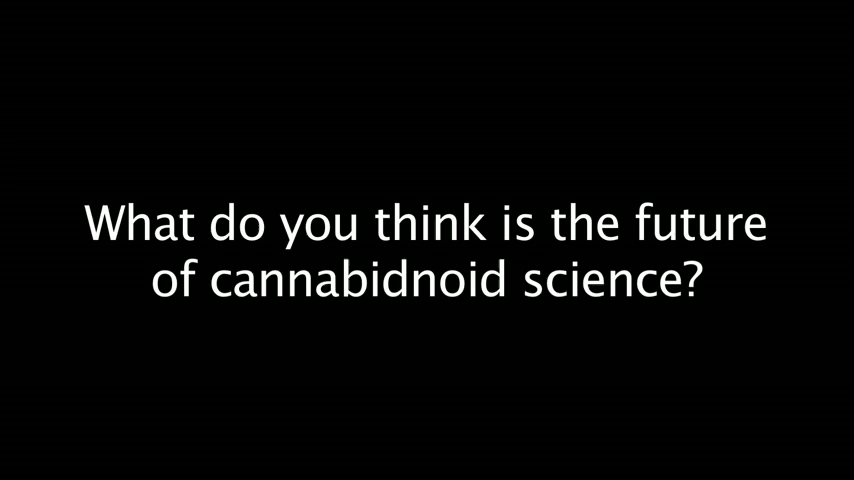 What do you think is the future
of cannabidnoid science?